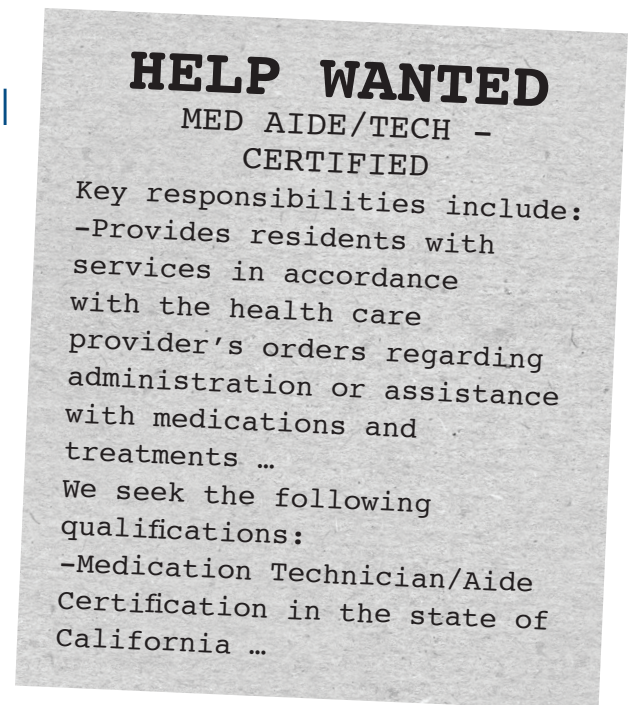 HELP WANTED
MED AIDE/TECH –
CERTIFIED
Key responsibilities include:
–Provides residents with
services in accordance
with the health care
provider’s orders regarding
administration or assistance
with medications and
treatments …
We seek the following
qualifications:
–Medication Technician/Aide
Certification in the state of
California …